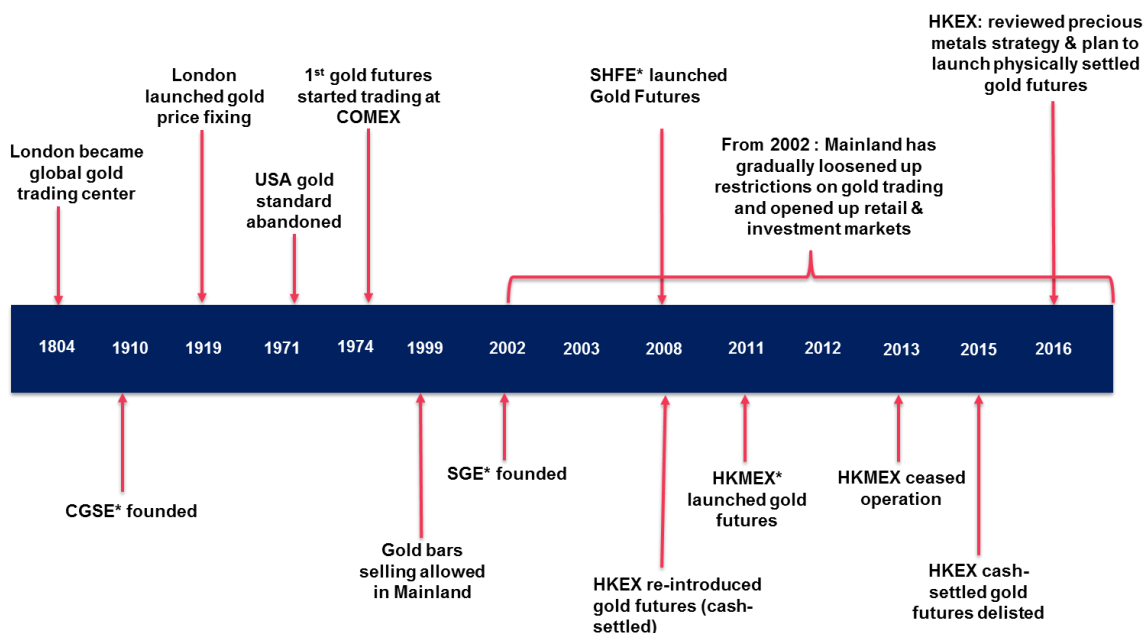 HKEX: reviewed precious
metals strategy & plan to
launch physically settled
gold futures
London
launched gold
price fixing
1st gold futures
started trading at
COMEX
SHFE* launched
Gold Futures
London became
global gold
trading center
USA gold
standard
abandoned
From 2002 : Mainland has
gradually loosened up
restrictions on gold trading
and opened up retail &
investment markets
1804 1910 1919 1971 1974 1999 2002 2003 2008 2011 2012 2013 2015 2016
CGSE* founded
Gold bars
selling allowed
in Mainland
SGE* founded
HKEX re-introduced
gold futures (cash-
settled)
HKMEX*
launched gold
futures
HKMEX ceased
operation
HKEX cash-
settled gold
futures delisted